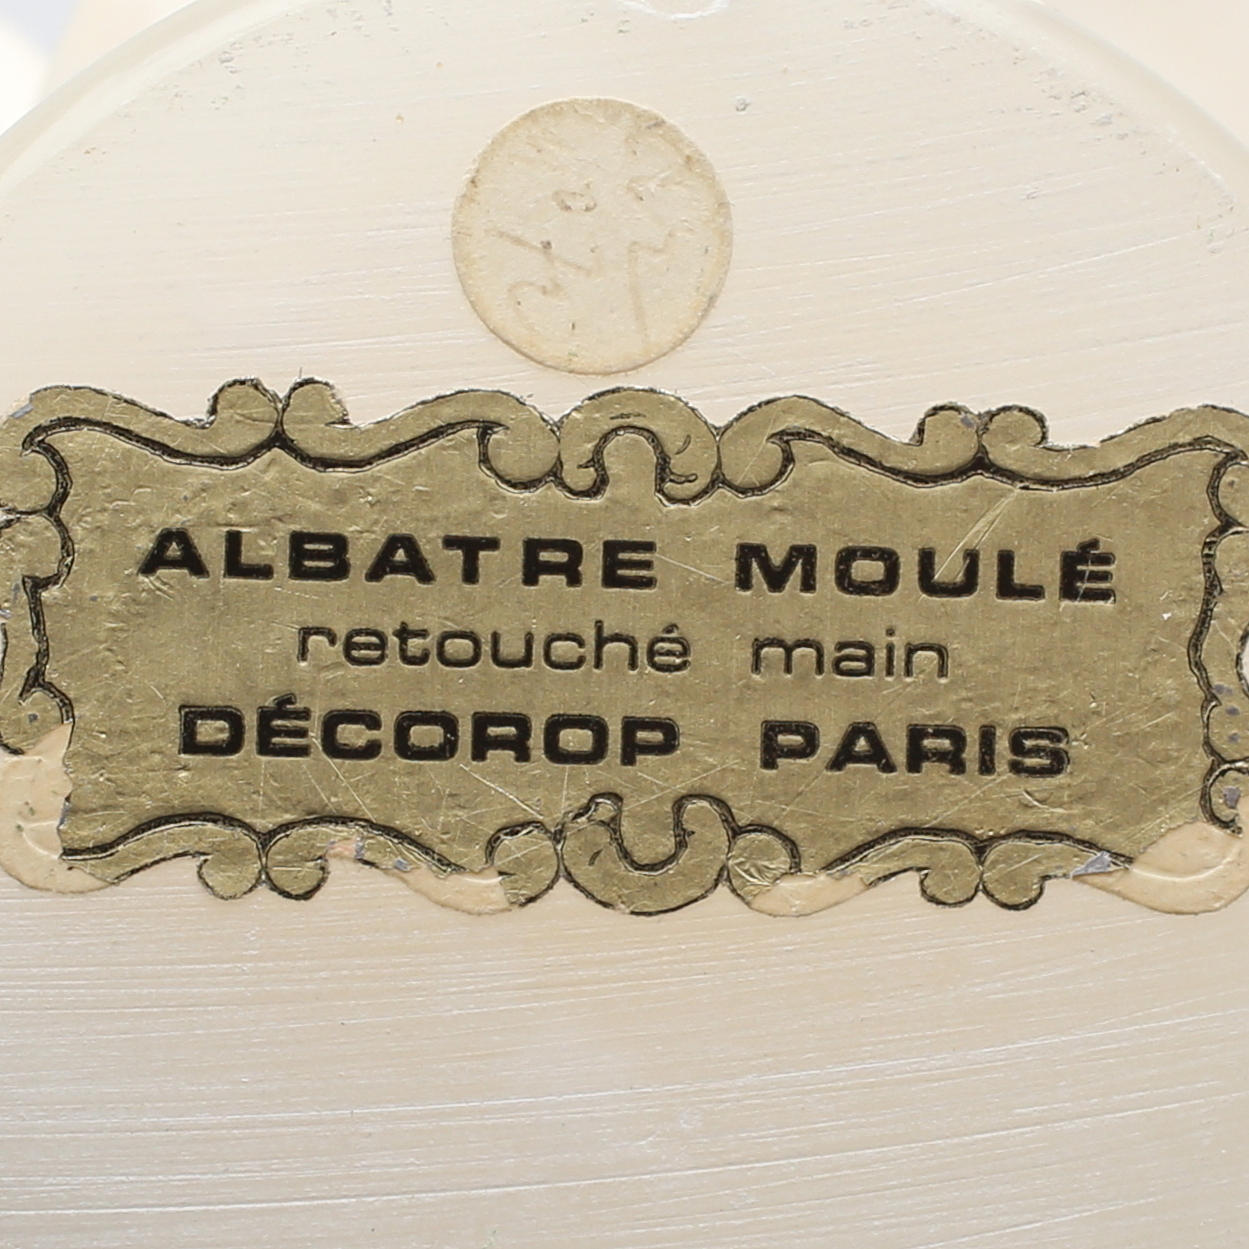 ALBATRE MOULÉ
retouché main
DÉCOROP PARIS